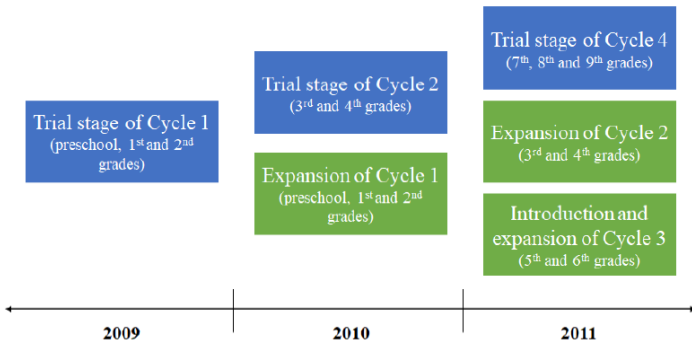 Trial stage of Cycle 1
(preschool, 1st and 2nd
grades)
Trial stage of Cycle 2
(3rd and 4th grades)
Expansion of Cycle 1
(preschool, 1st and 2nd
grades)
Trial stage of Cycle 4
(7th, 8th and 9th grades)
Expansion of Cycle 2
(3rd and 4th grades)
Introduction and
expansion of Cycle 3
(5th and 6th grades)
2009
2010
2011